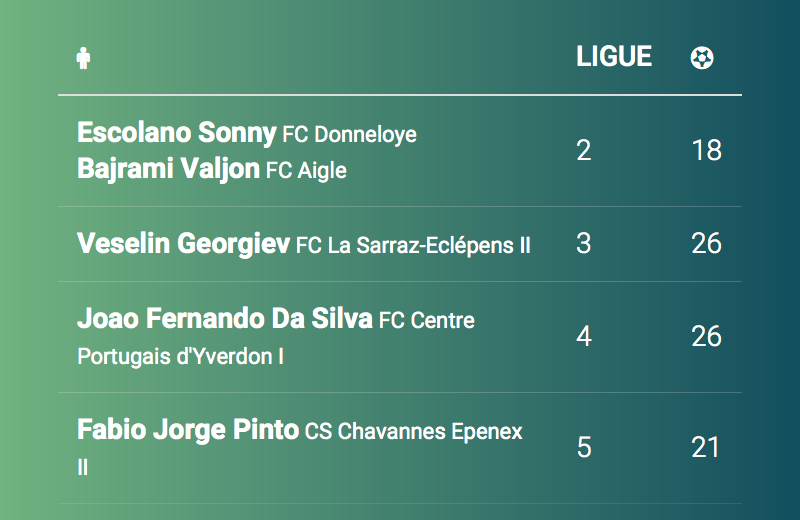 LIGUE
Escolano Sonny FC Donneloye
Bajrami Valjon FC Aigle
2 18
Veselin Georgiev FC La Sarraz-Eclépens II 3 26
Joao Fernando Da Silva FC Centre
Portugais d'Yverdon I
4 26
Fabio Jorge Pinto CS Chavannes Epenex
II
5 21